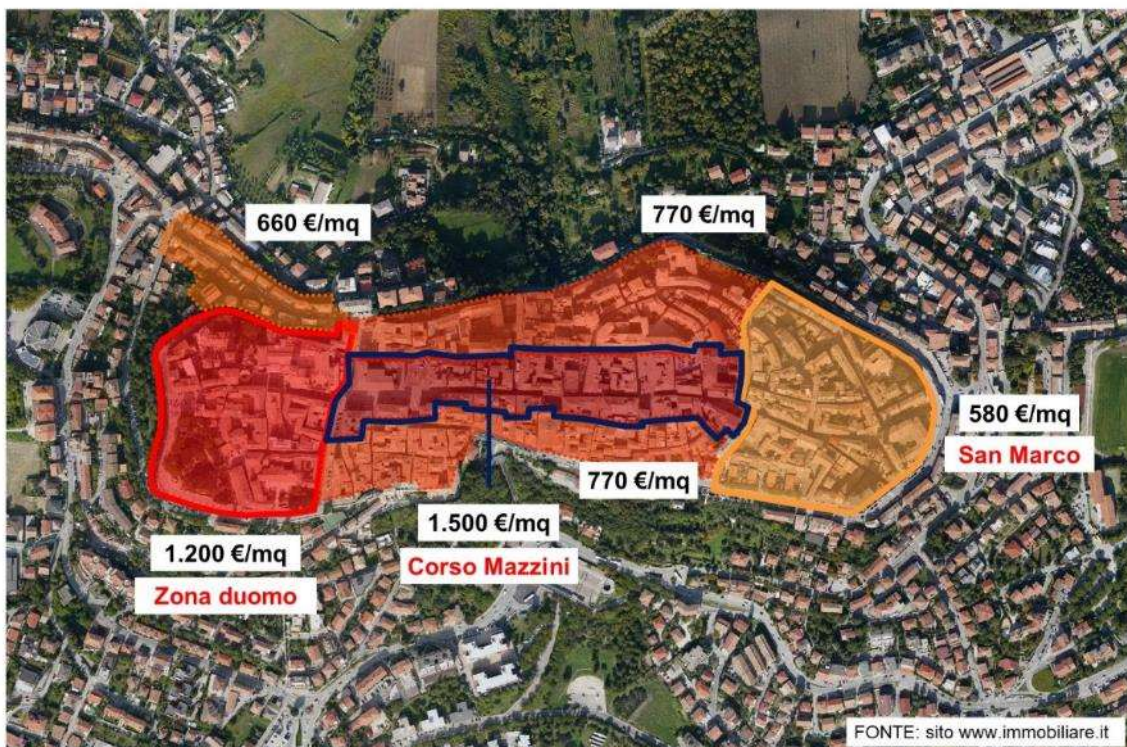 660 €/mq
770 €/mq
580 €/mq
San Marco
770 €/mq
1.500 €/mq
Corso Mazzini
1.200 €/mq
Zona duomo
FONTE: sito www.immobiliare.it